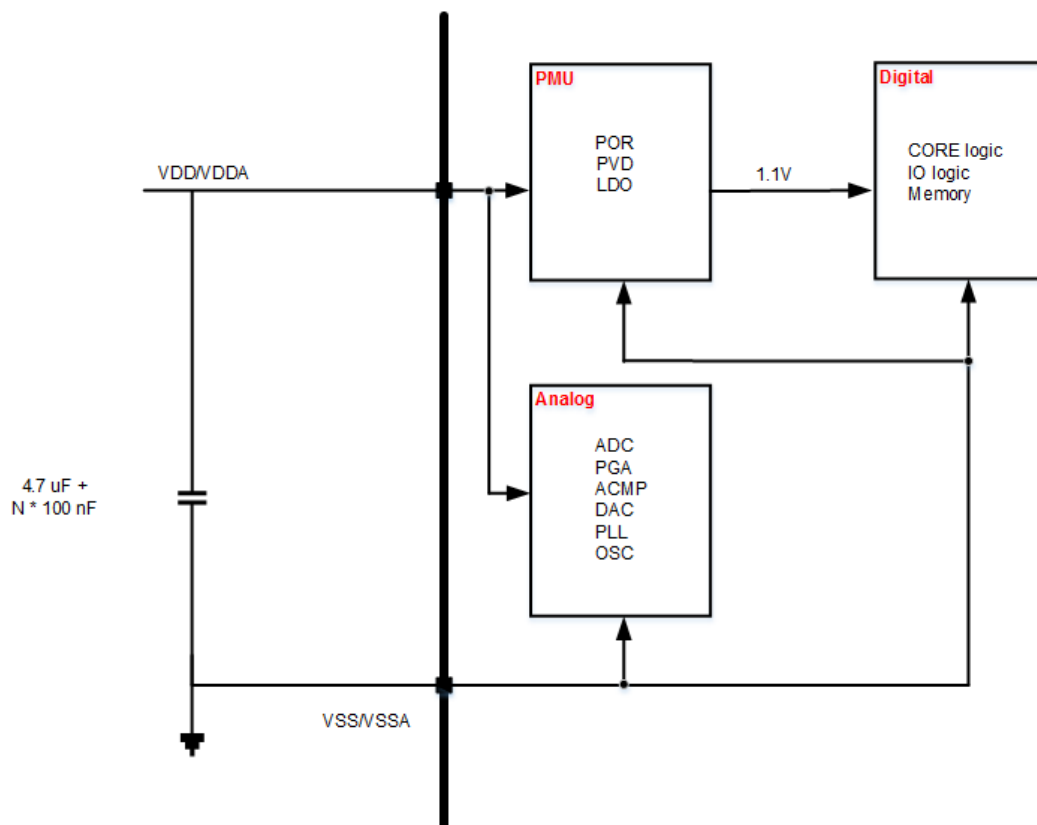 PMU
Digital
POR
PVD
LDO
CORE logic
IO logic
Memory
VDD/VDDA
1.1V
Analog
ADC
PGA
ACMP
DAC
PLL
OSC
4.7 uF +
N * 100 nF
VSS/VSSA